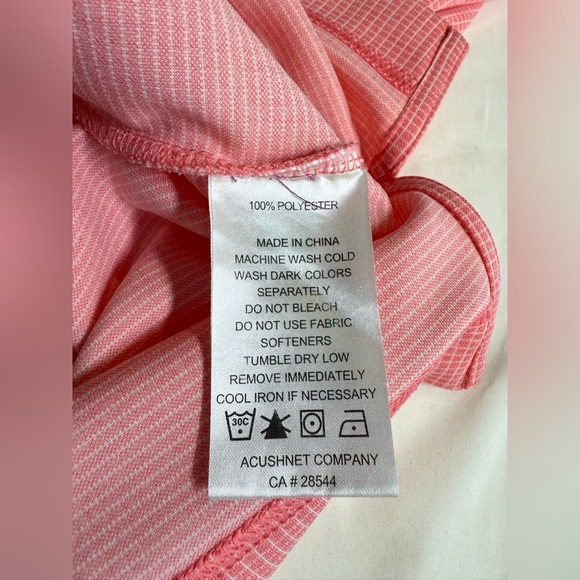 100% POLYESTER
MADE IN CHINA
MACHINE WASH COLD
WASH DARK COLORS
SEPARATELY
DO NOT BLEACH
DO NOT USE FABRIC
SOFTENERS
TUMBLE DRY LOW
REMOVE IMMEDIATELY
COOL IRON IF NECESSARY
30C
ACUSHNET COMPANY
CA # 28544